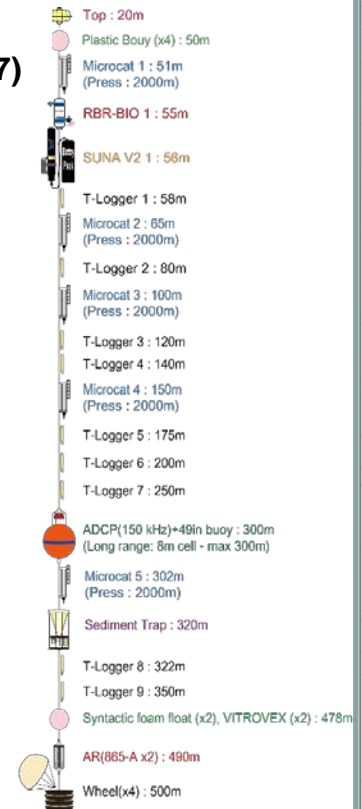 Top : 20m
Plastic Bouy (x4) : 50m
7)
Microcat 1 : 51m
(Press : 2000m)
RBR-BIO 1 : 55m
SUNA V2 1 : 56m
T-Logger 1 : 58m
Microcat 2 : 65m
(Press : 2000m)
T-Logger 2 : 80m
Microcat 3 : 100m
(Press : 2000m)
T-Logger 3 : 120m
T-Logger 4 : 140m
Microcat 4 : 150m
(Press : 2000m)
T-Logger 5 : 175m
T-Logger 6 : 200m
T-Logger 7 : 250m
ADCP(150 kHz)+49in buoy : 300m
(Long range: 8m cell - max 300m)
Microcat 5 : 302m
(Press : 2000m)
Sediment Trap : 320m
T-Logger 8 : 322m
T-Logger 9 : 350m
Syntactic foam float (x2), VITROVEX (x2) : 478m
AR(865-A x2) : 490m
Wheel(x4) : 500m